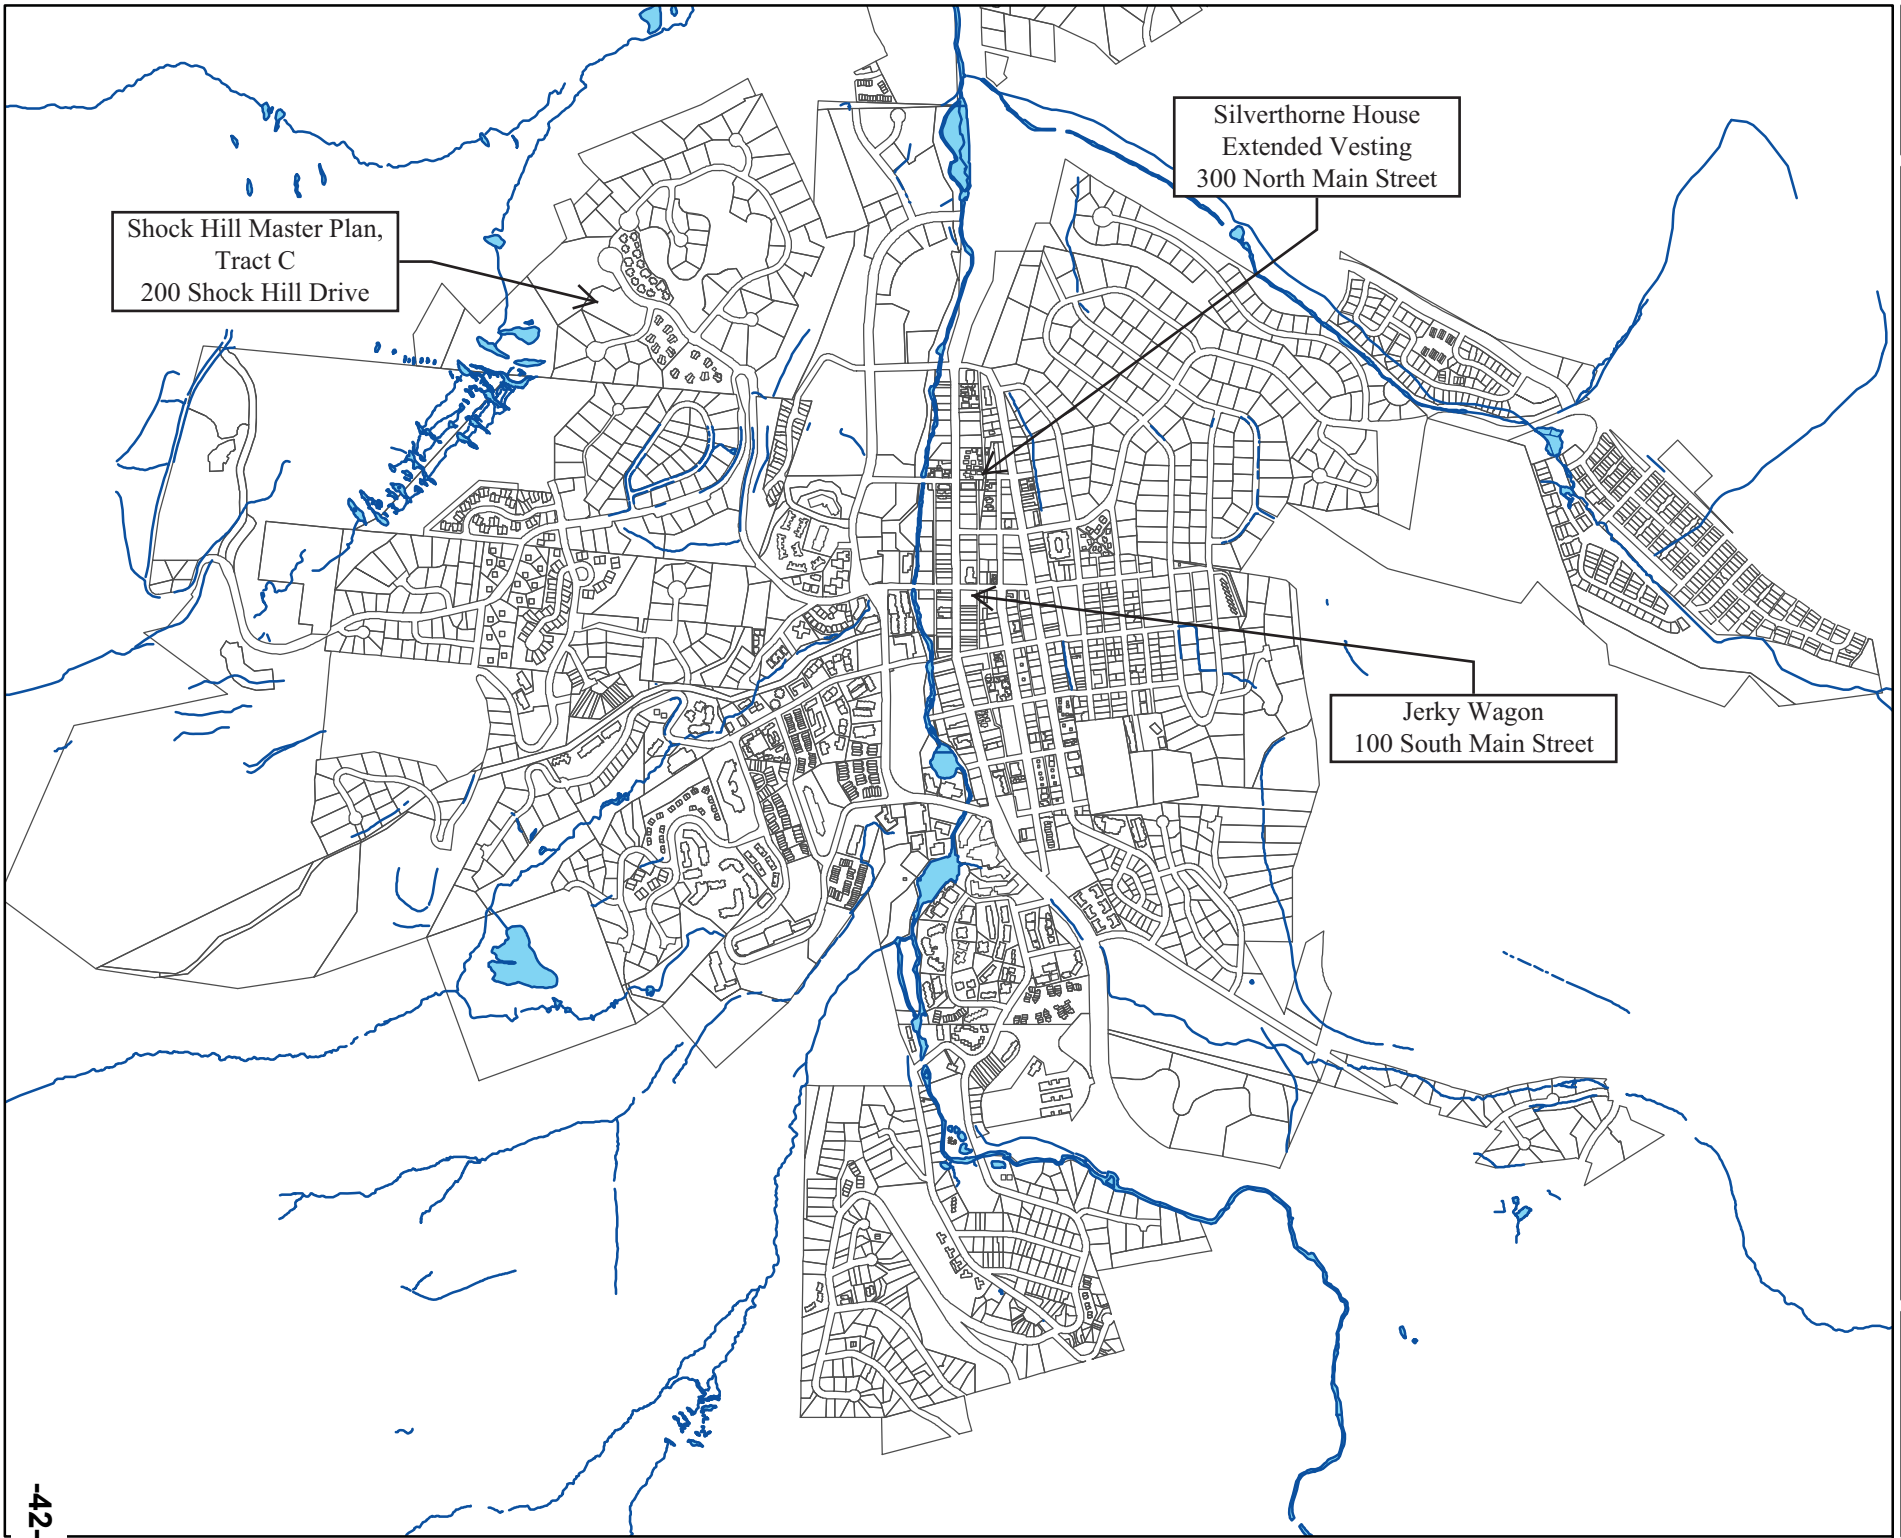 Silverthorne House
Extended Vesting
300 North Main Street
Shock Hill Master Plan,
Tract C
200 Shock Hill Drive
Jerky Wagon
100 South Main Street
-42-